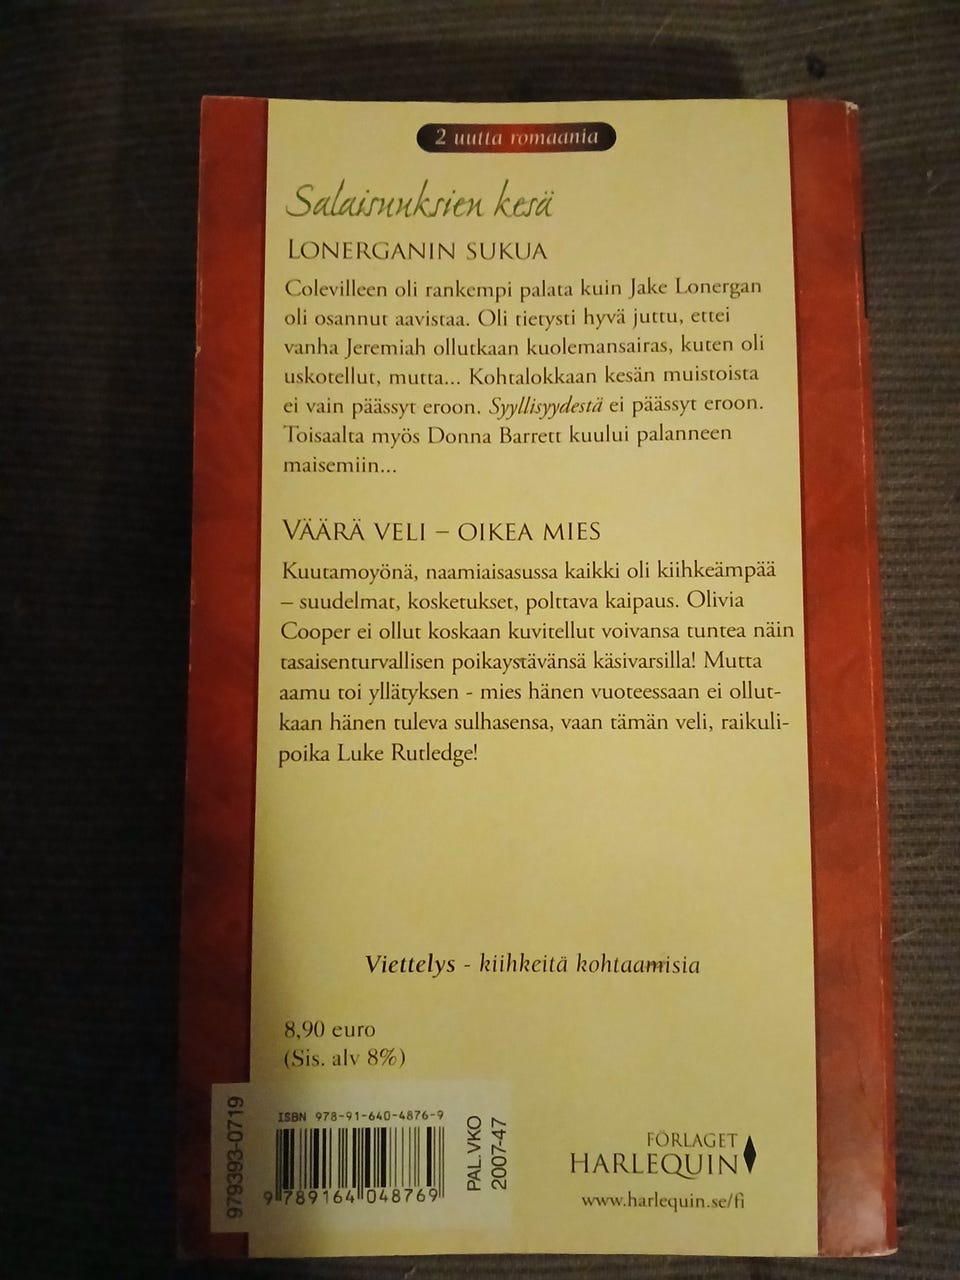 2 uutta romaania
Salaisuuksien kesä
LONERGANIN SUKUA
Colevilleen oli rankempi palata kuin Jake Lonergan
oli osannut aavistaa. Oli tietysti hyvä juttu, ettei
vanha Jeremiah ollutkaan kuolemansairas, kuten oli
uskotellut, mutta... Kohtalokkaan kesän muistoista
ei vain päässyt eroon. Syyllisyydestä ei päässyt eroon.
Toisaalta myös Donna Barrett kuului palanneen
maisemiin...
VÄÄRÄ VELI – OIKEA MIES
Kuutamoyönä, naamiaisasussa kaikki oli kiihkeämpää
– suudelmat, kosketukset, polttava kaipaus. Olivia
Cooper ei ollut koskaan kuvitellut voivansa tuntea näin
tasaisenturvallisen poikaystävänsä käsivarsilla! Mutta
aamu toi yllätyksen - mies hänen vuoteessaan ei ollut-
kaan hänen tuleva sulhasensa, vaan tämän veli, raikuli-
poika Luke Rutledge!
Viettelys - kiihkeitä kohtaamisia
8,90 euro
(Sis. alv 8%)
979393-0719
ISBN 978-91-640-4876-9
9 789164 048769
PAL.VKO
2007-47
FÖRLAGET
HARLEQUIN
www.harlequin.se/fi